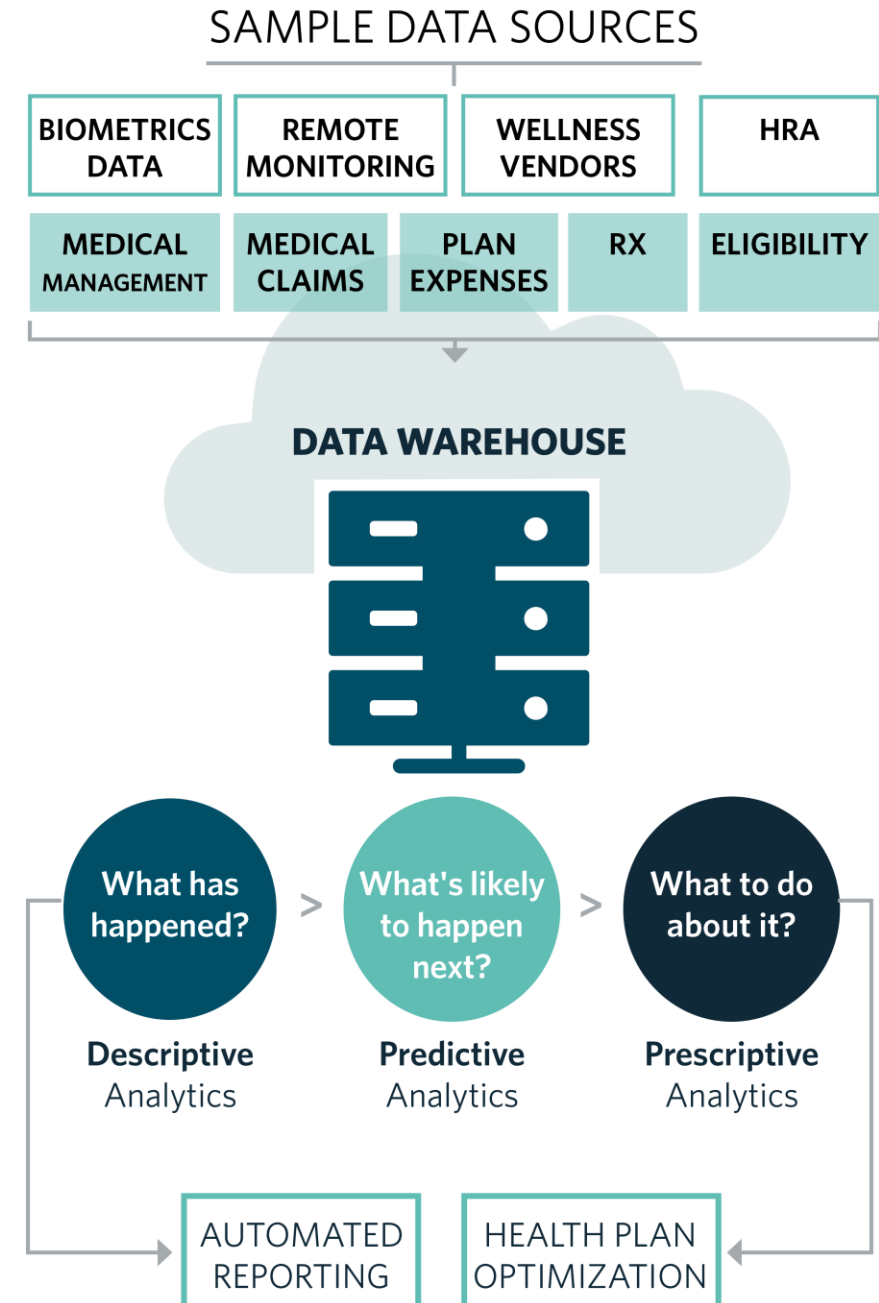 SAMPLE DATA SOURCES
BIOMETRICS
DATA
REMOTE
MONITORING
WELLNESS
VENDORS
HRA
MEDICAL
MANAGEMENT
MEDICAL
CLAIMS
PLAN
EXPENSES
RX
ELIGIBILITY
DATA WAREHOUSE
What has
happened?
>
What's likely
to happen
next?
>
What to do
about it?
Descriptive
Analytics
Predictive
Analytics
Prescriptive
Analytics
AUTOMATED
REPORTING
HEALTH PLAN
OPTIMIZATION